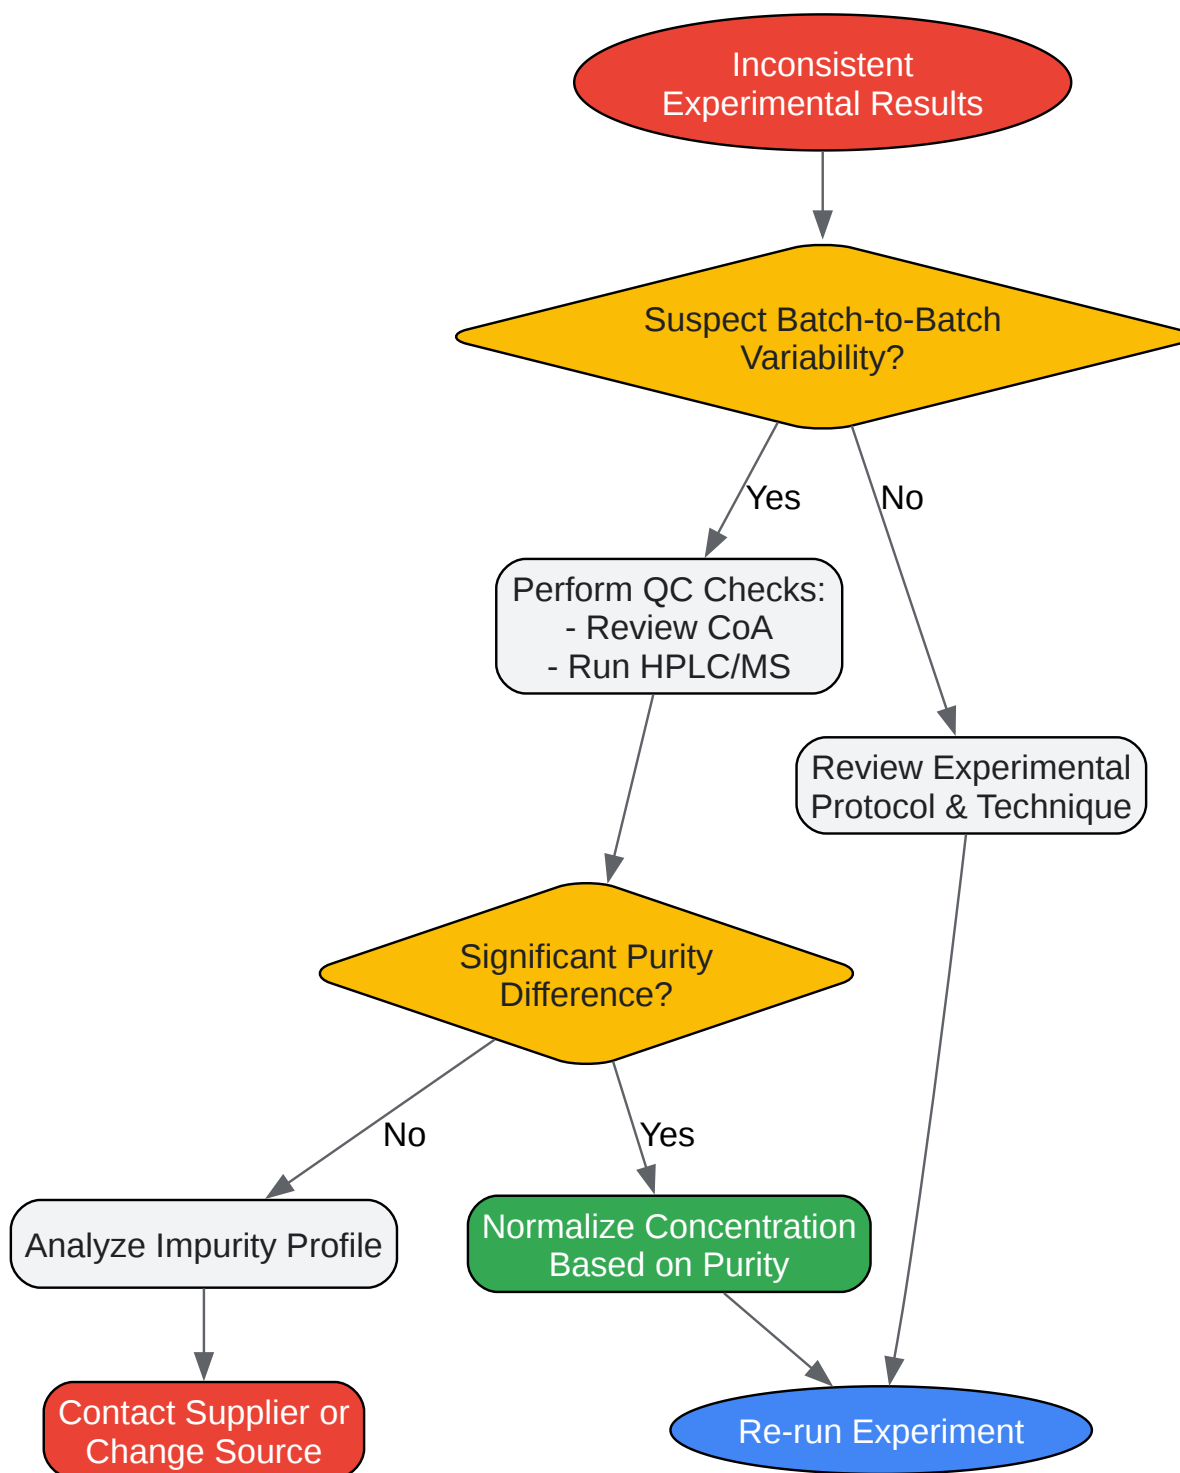 Inconsistent
Experimental Results
Suspect Batch-to-Batch
Variability?
Yes
No
Perform QC Checks:
- Review CoA
- Run HPLC/MS
Review Experimental
Protocol & Technique
Significant Purity
Difference?
No
Yes
Analyze Impurity Profile
Normalize Concentration
Based on Purity
Contact Supplier or
Change Source
Re-run Experiment